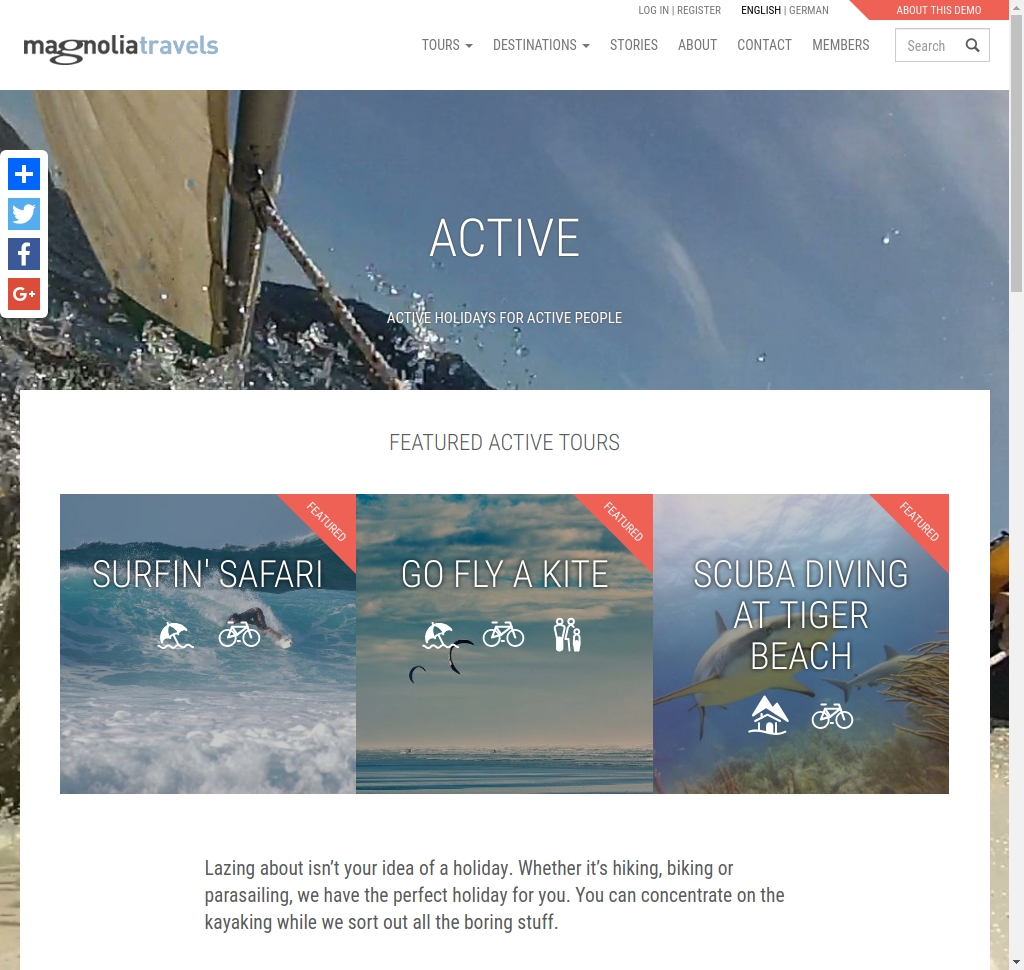 LOG IN | REGISTER ENGLISH | GERMAN ABOUT THIS DEMO
magnoliatravels
TOURS DESTINATIONS STORIES ABOUT CONTACT MEMBERS Search
ACTIVE
ACTIVE HOLIDAYS FOR ACTIVE PEOPLE
FEATURED ACTIVE TOURS
FEATURED
SURFIN' SAFARI
FEATURED
GO FLY A KITE
FEATURED
SCUBA DIVING
AT TIGER
BEACH
Lazing about isn’t your idea of a holiday. Whether it’s hiking, biking or
parasailing, we have the perfect holiday for you. You can concentrate on the
kayaking while we sort out all the boring stuff.